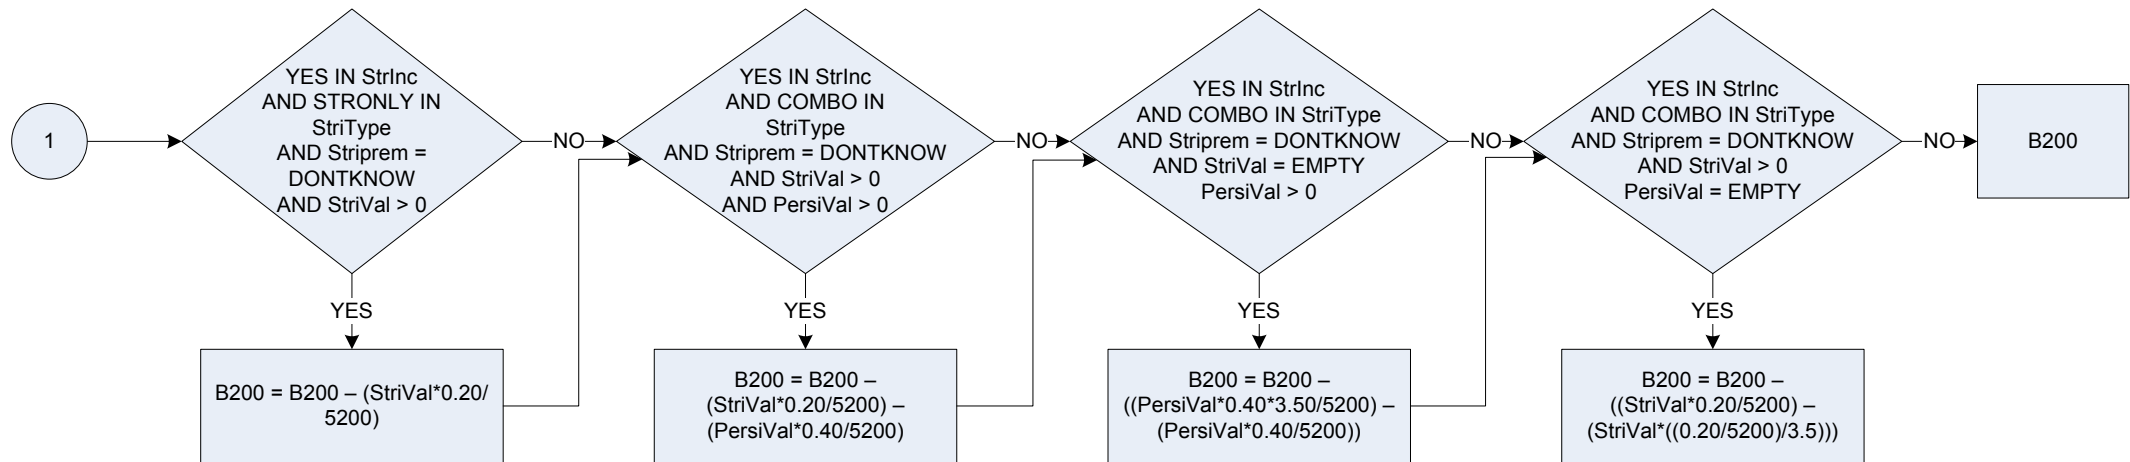 1
YES IN StrInc
AND STRONLY IN
StriType
AND Striprem =
DONTKNOW
AND StriVal > 0
NO
YES IN StrInc
AND COMBO IN
StriType
AND Striprem = DONTKNOW
AND StriVal > 0
AND PersiVal > 0
NO
YES IN StrInc
AND COMBO IN StriType
AND Striprem = DONTKNOW
AND StriVal = EMPTY
PersiVal > 0
NO
YES IN StrInc
AND COMBO IN StriType
AND Striprem = DONTKNOW
AND StriVal > 0
PersiVal = EMPTY
NO
B200
YES
YES
YES
YES
B200 = B200 – (StriVal*0.20/
5200)
B200 = B200 –
(StriVal*0.20/5200) –
(PersiVal*0.40/5200)
B200 = B200 –
((PersiVal*0.40*3.50/5200) –
(PersiVal*0.40/5200))
B200 = B200 –
((StriVal*0.20/5200) –
(StriVal*((0.20/5200)/3.5)))